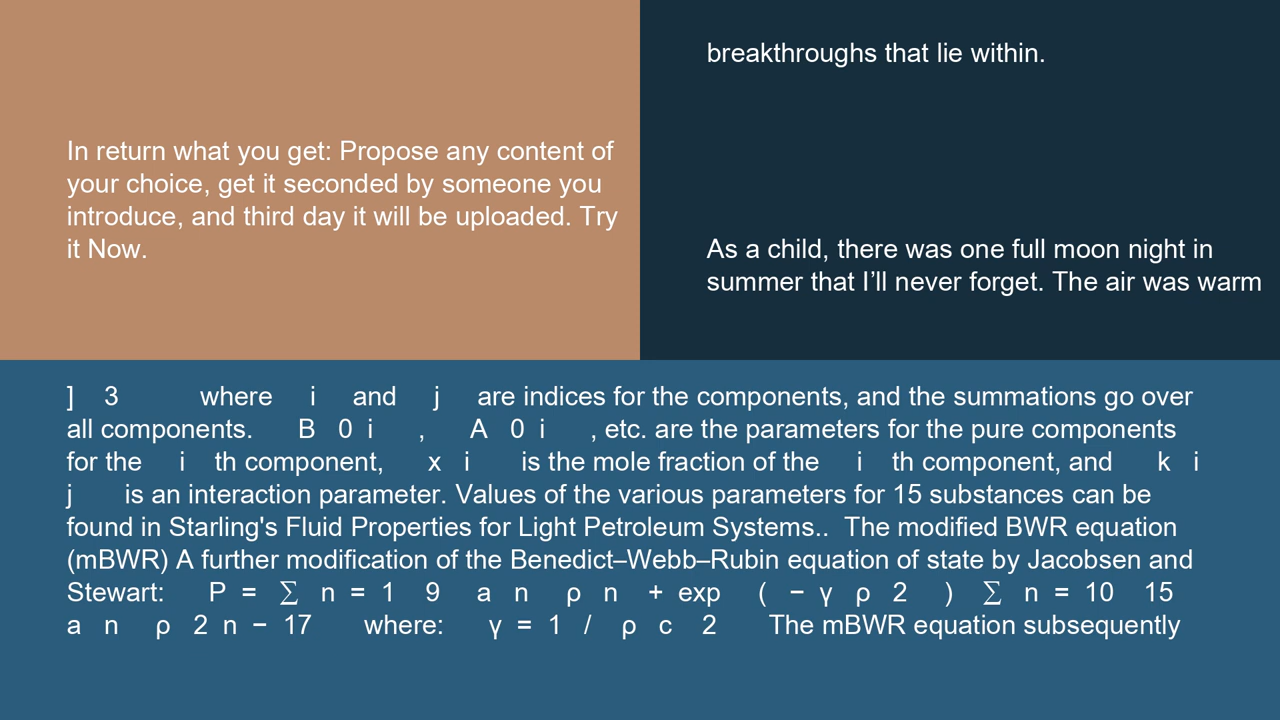 In return what you get: Propose any content of
your choice, get it seconded by someone you
introduce, and third day it will be uploaded. Try
it Now.
breakthroughs that lie within.
As a child, there was one full moon night in
summer that I’ll never forget. The air was warm
] 3 where i and j are indices for the components, and the summations go over
all components. B 0 i , A 0 i , etc. are the parameters for the pure components
for the i th component, x i is the mole fraction of the i th component, and k i
j is an interaction parameter. Values of the various parameters for 15 substances can be
found in Starling's Fluid Properties for Light Petroleum Systems.. The modified BWR equation
(mBWR) A further modification of the Benedict–Webb–Rubin equation of state by Jacobsen and
Stewart: P = ∑ n = 1 9 a n ρ n + exp ( − γ ρ 2 ) ∑ n = 10 15
a n ρ 2 n − 17 where: γ = 1 / ρ c 2 The mBWR equation subsequently